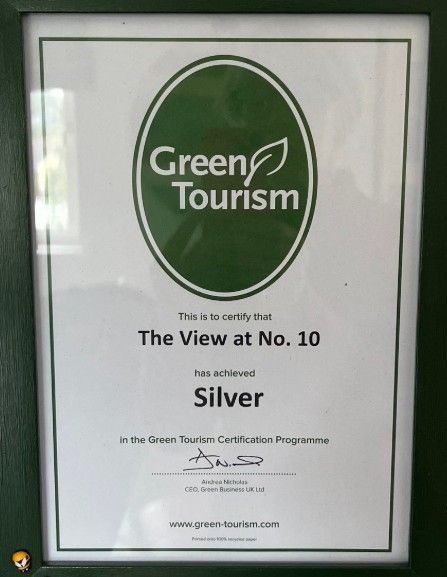 Green
Tourism
This is to certify that
The View at No. 10
has achieved
Silver
in the Green Tourism Certification Programme
Andrea Nicholas
CEO, Green Business UK Ltd
www.green-tourism.com
Printed onto 100% recycled paper